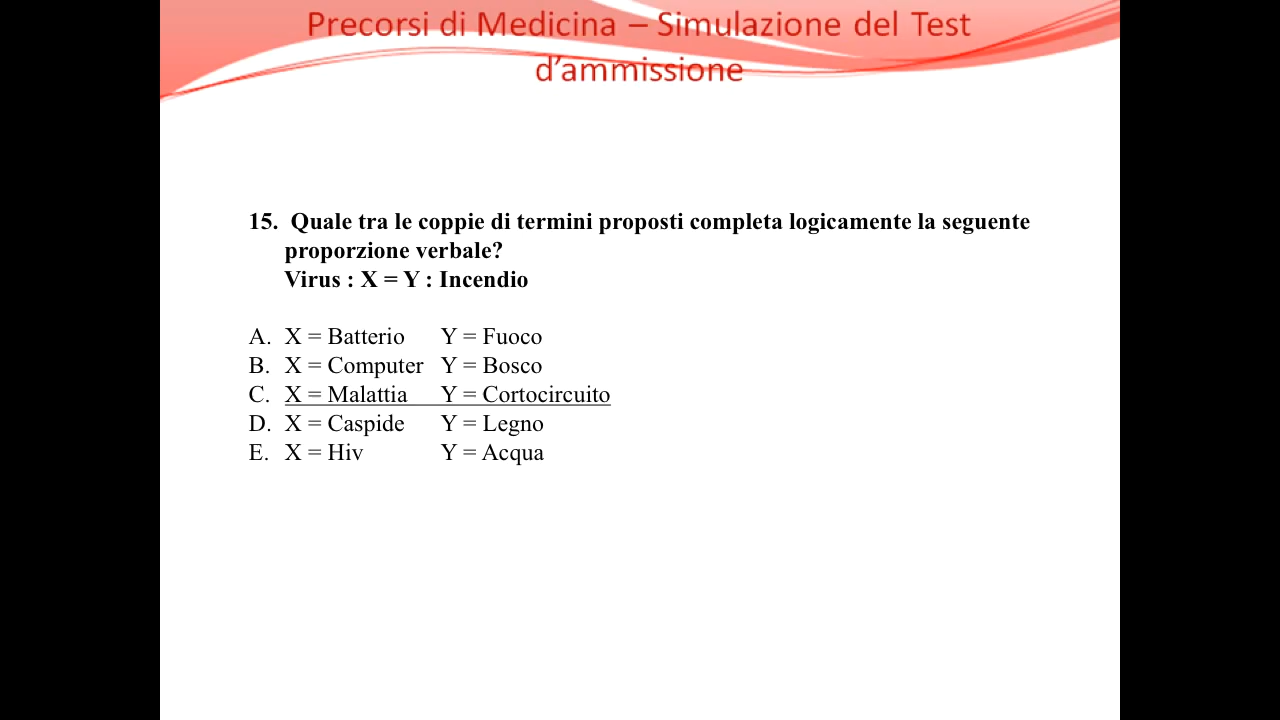 Precorsi di Medicina – Simulazione del Test
d’ammissione
15. Quale tra le coppie di termini proposti completa logicamente la seguente
proporzione verbale?
Virus : X = Y : Incendio
A. X = Batterio Y = Fuoco
B. X = Computer Y = Bosco
C. X = Malattia Y = Cortocircuito
D. X = Caspide Y = Legno
E. X = Hiv Y = Acqua